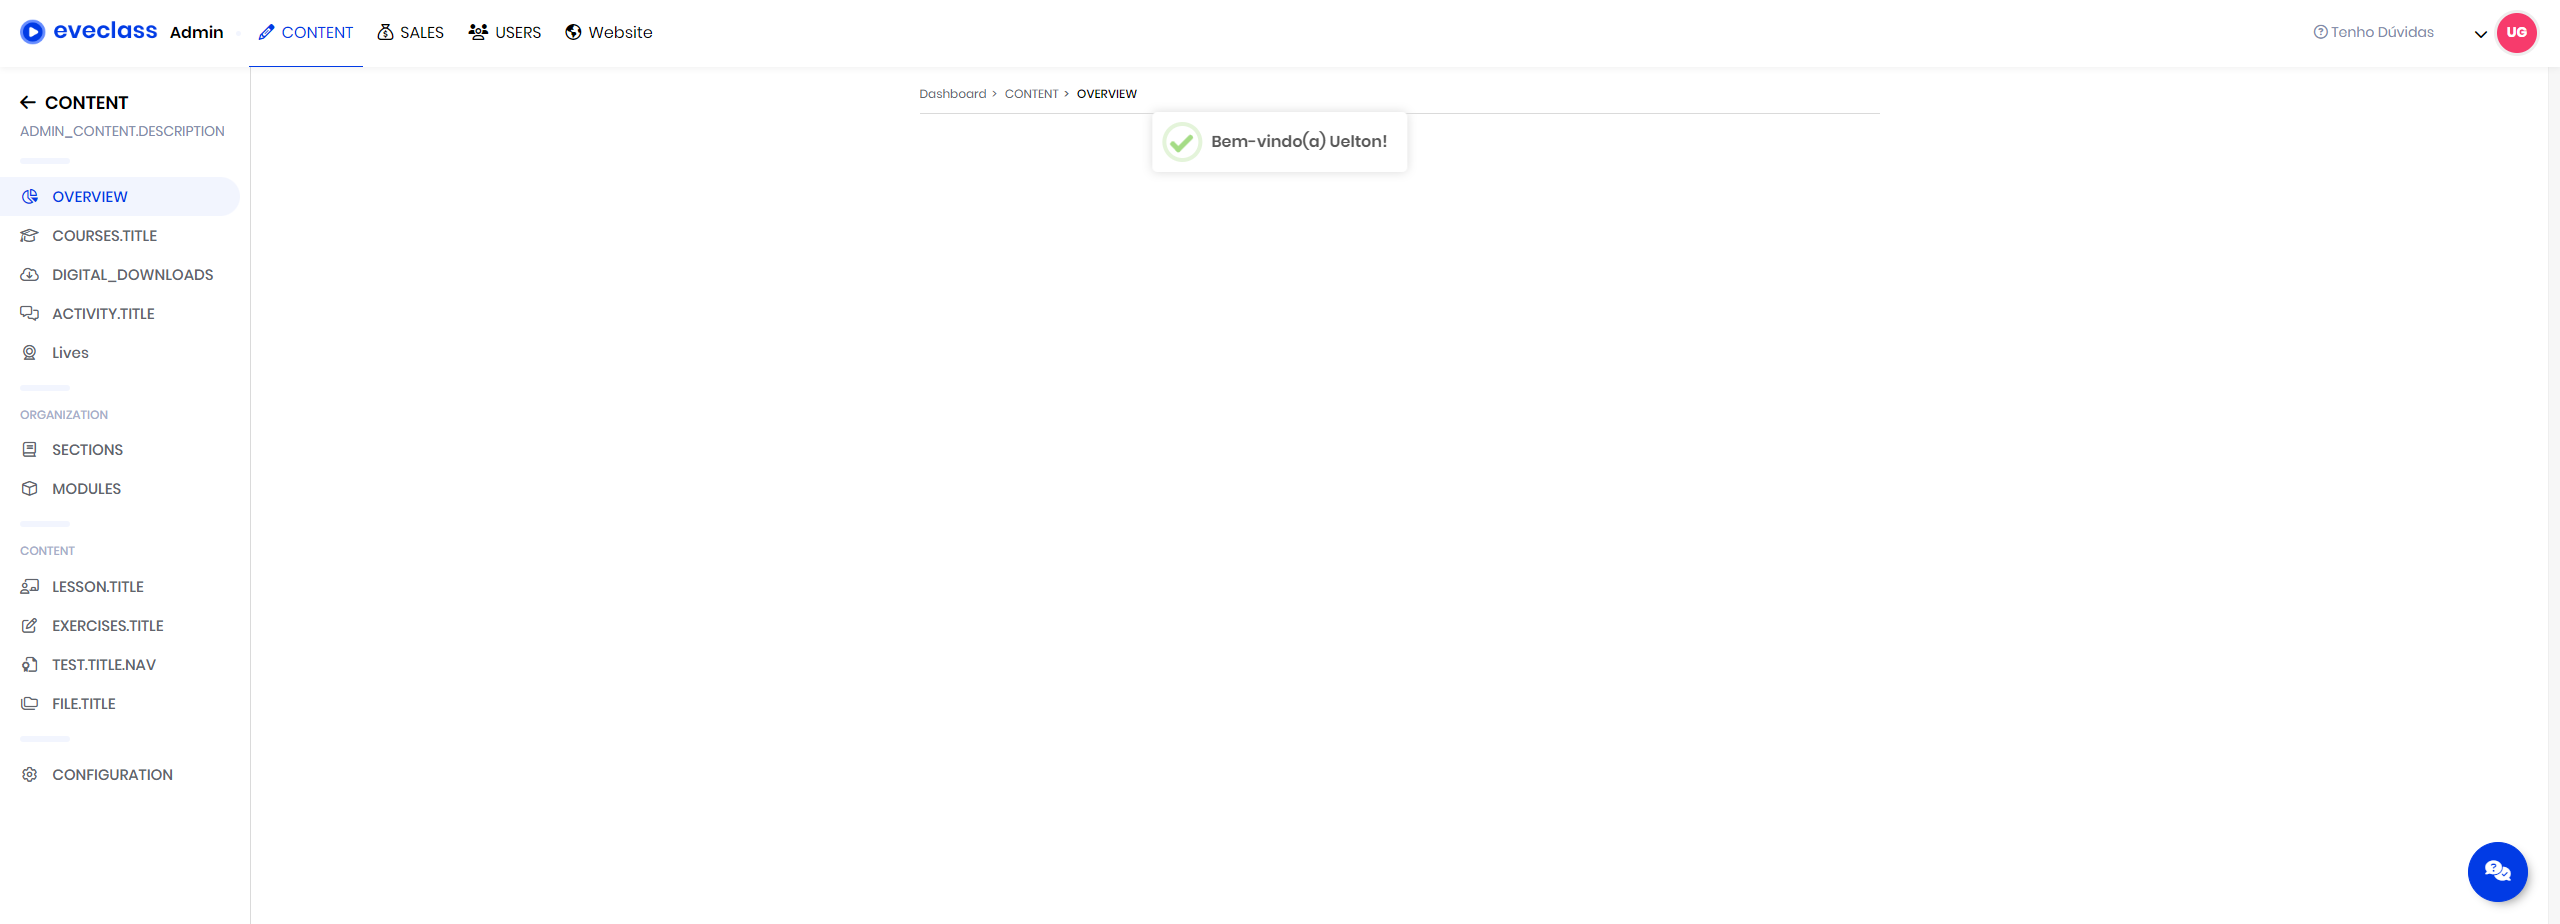 eveclass Admin CONTENT SALES USERS Website Tenho Dúvidas UG
CONTENT
ADMIN_CONTENT.DESCRIPTION
OVERVIEW
COURSES.TITLE
DIGITAL_DOWNLOADS
ACTIVITY.TITLE
Lives
ORGANIZATION
SECTIONS
MODULES
CONTENT
LESSON.TITLE
EXERCISES.TITLE
TEST.TITLE.NAV
FILE.TITLE
CONFIGURATION
Dashboard > CONTENT > OVERVIEW
Bem-vindo(a) Uelton!